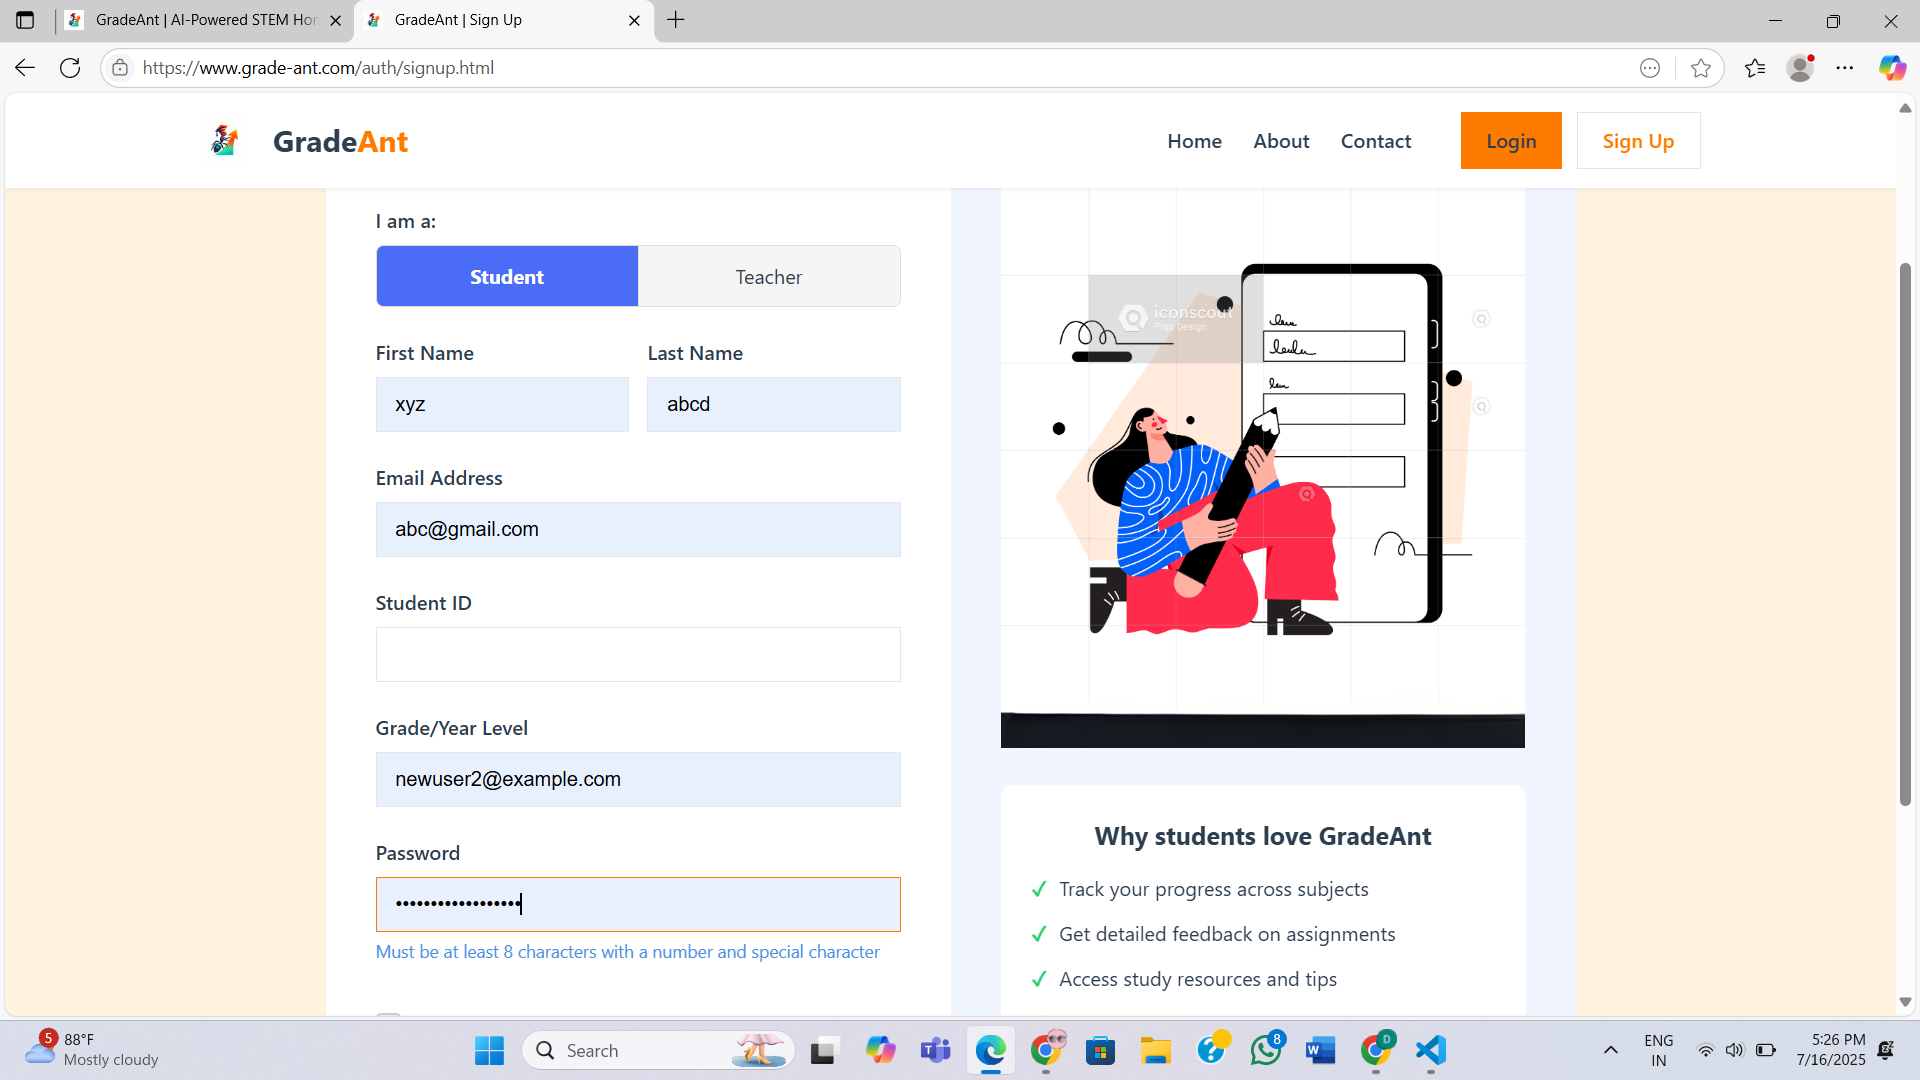 GradeAnt | AI-Powered STEM Hor
GradeAnt | Sign Up
https://www.grade-ant.com/auth/signup.html
GradeAnt
Home
About
Contact
Login
Sign Up
I am a:
Student
Teacher
First Name
Last Name
xyz
abcd
Email Address
abc@gmail.com
Student ID
Grade/Year Level
newuser2@example.com
Password
••••••••••••••••••
Must be at least 8 characters with a number and special character
iconscout
Piqo Design
Why students love GradeAnt
✓ Track your progress across subjects
✓ Get detailed feedback on assignments
✓ Access study resources and tips
5
88°F
Mostly cloudy
Search
8
D
ENG
IN
5:26 PM
7/16/2025